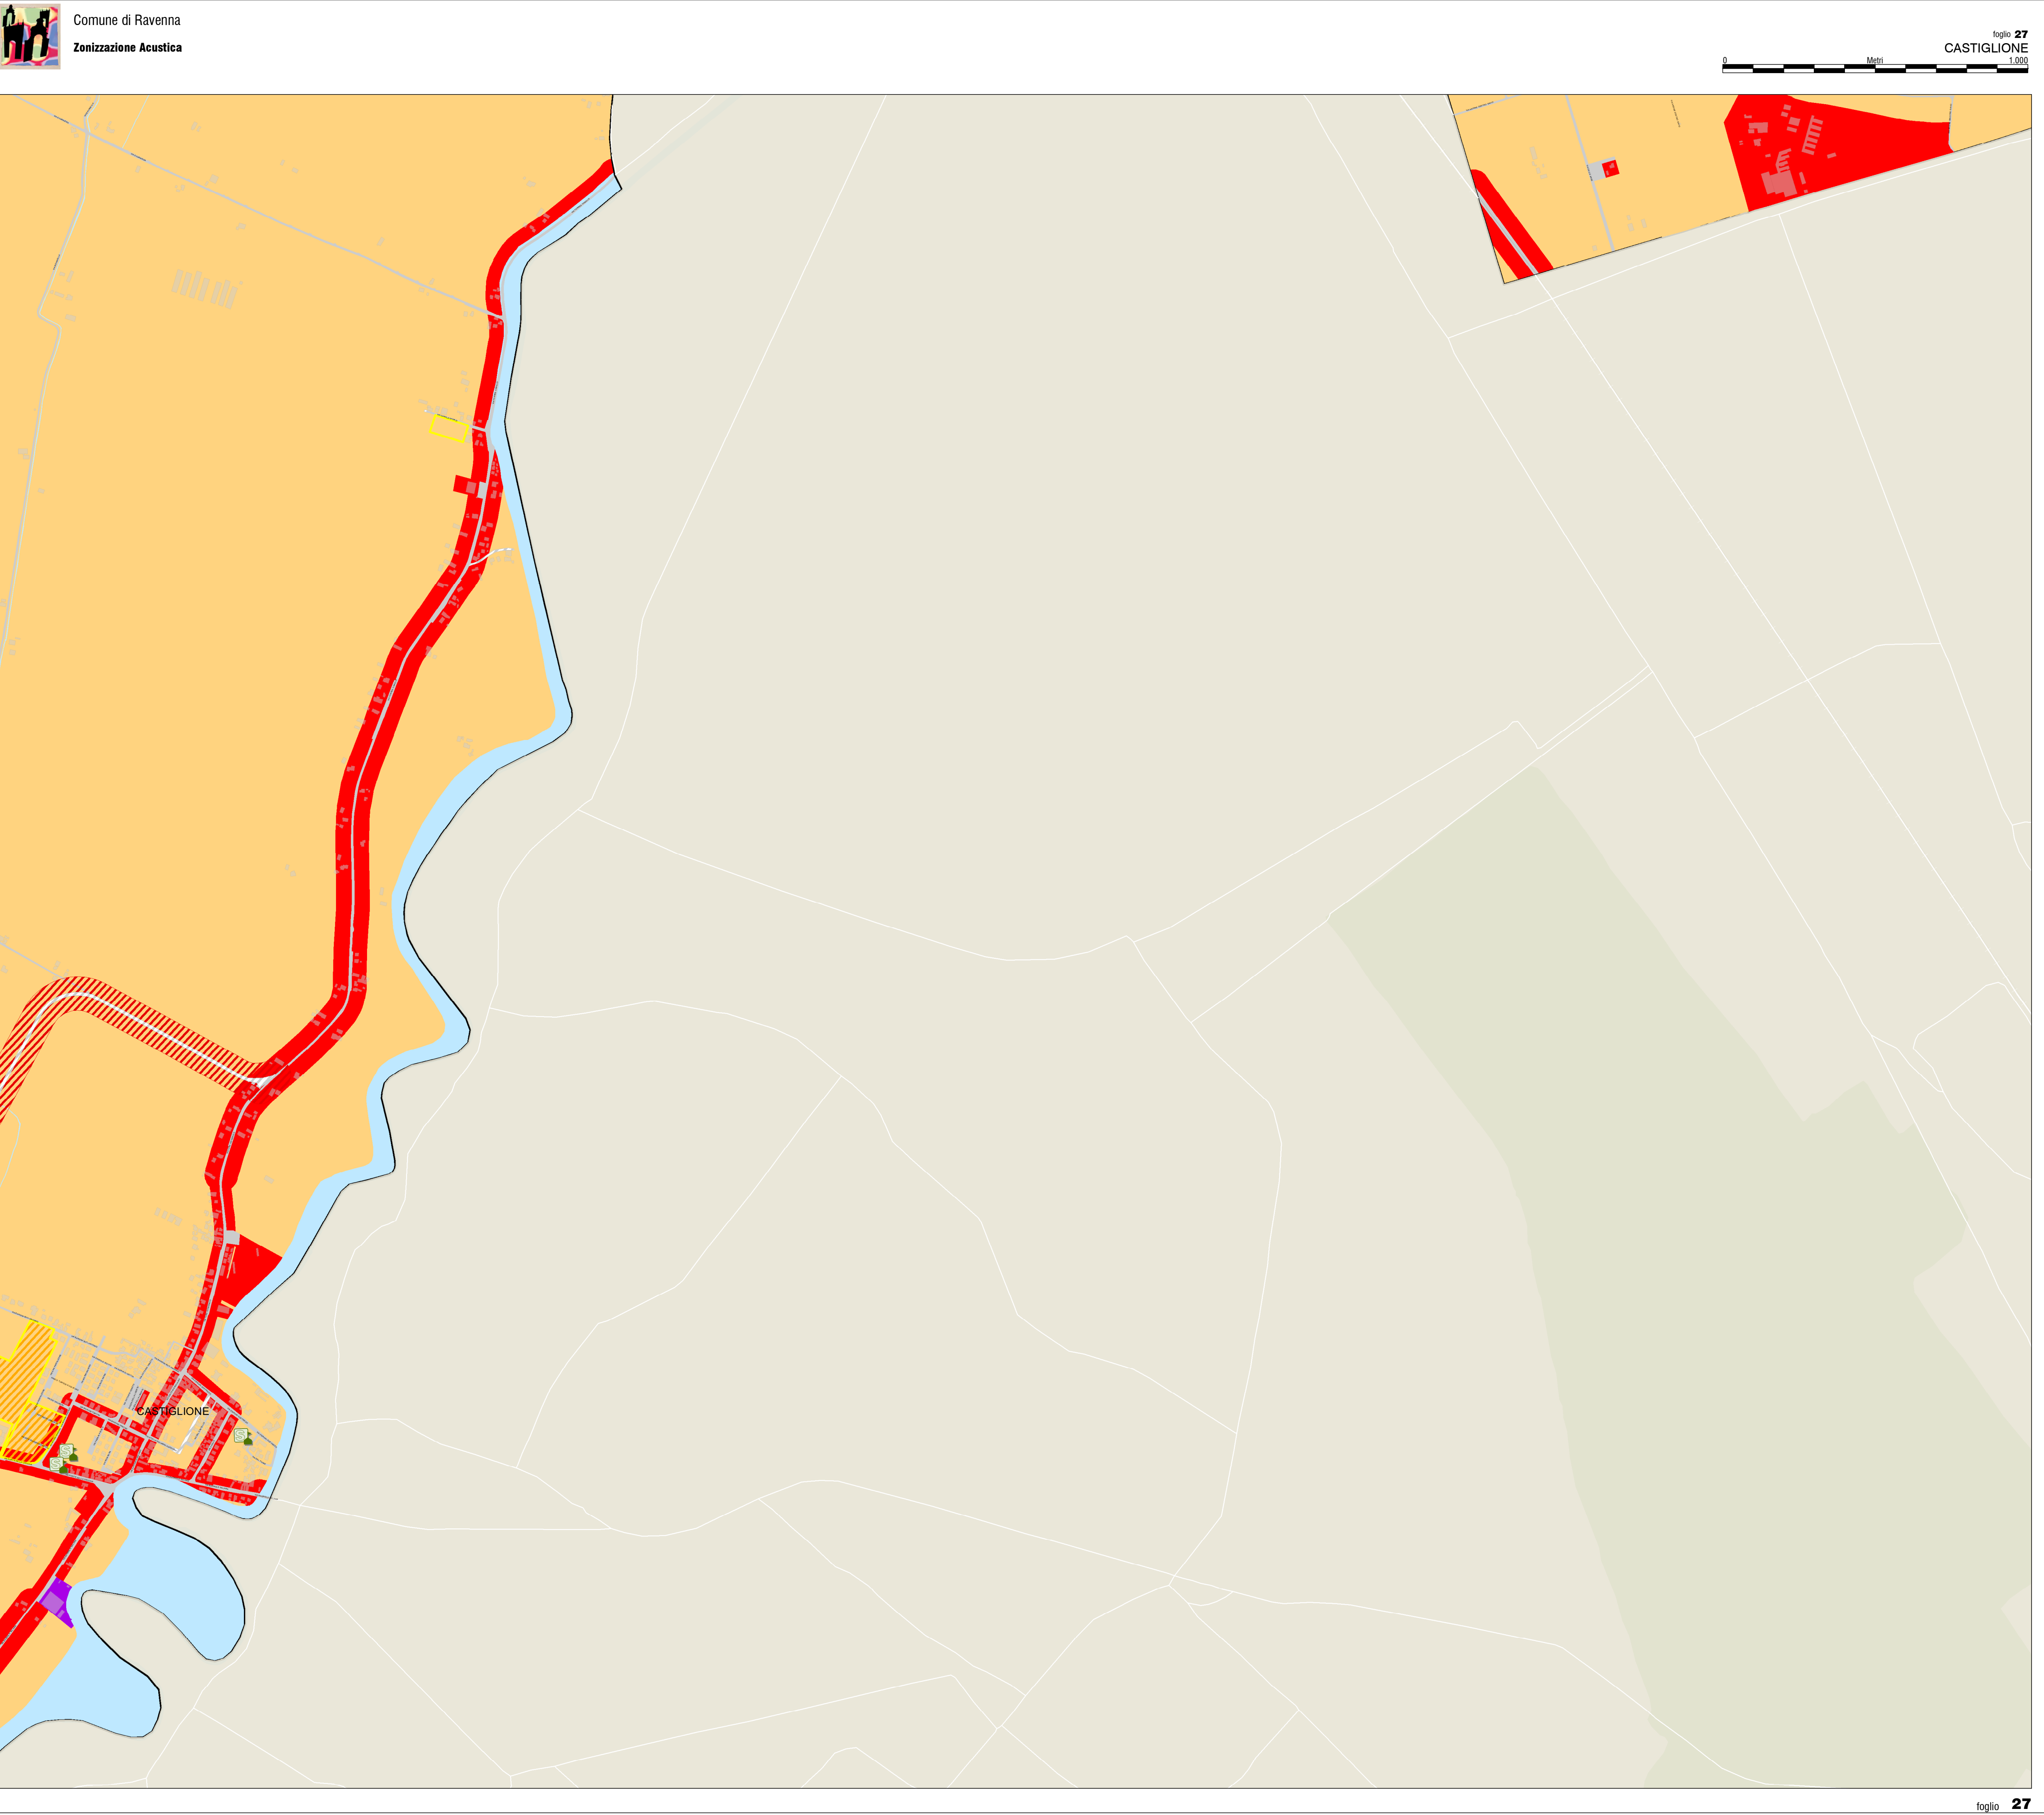 Comune di Ravenna
Zonizzazione Acustica
foglio 27
CASTIGLIONE
0 Metri 1.000
CASTIGLIONE
S
S
S
foglio 27